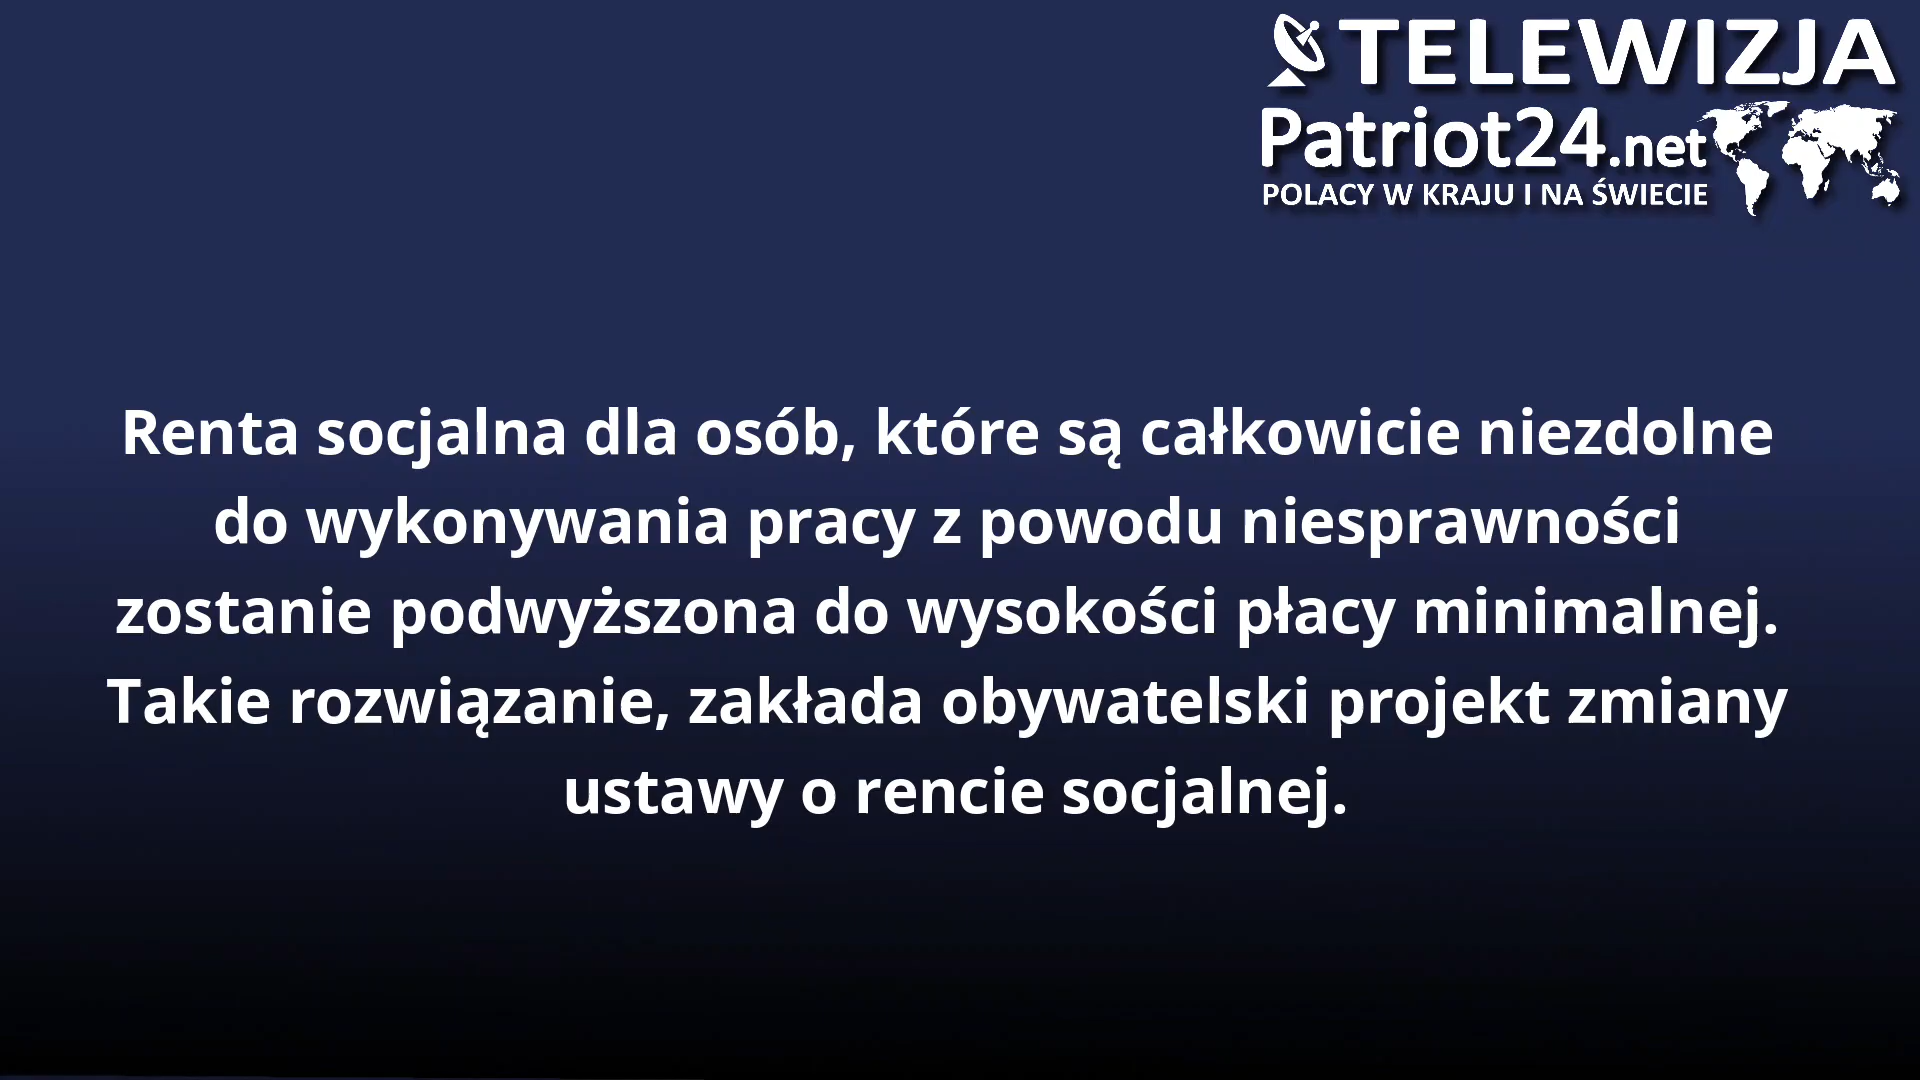 TELEWIZJA
Patriot24.net
POLACY W KRAJU I NA ŚWIECIE
Renta socjalna dla osób, które są całkowicie niezdolne
do wykonywania pracy z powodu niesprawności
zostanie podwyższona do wysokości płacy minimalnej.
Takie rozwiązanie, zakłada obywatelski projekt zmiany
ustawy o rencie socjalnej.